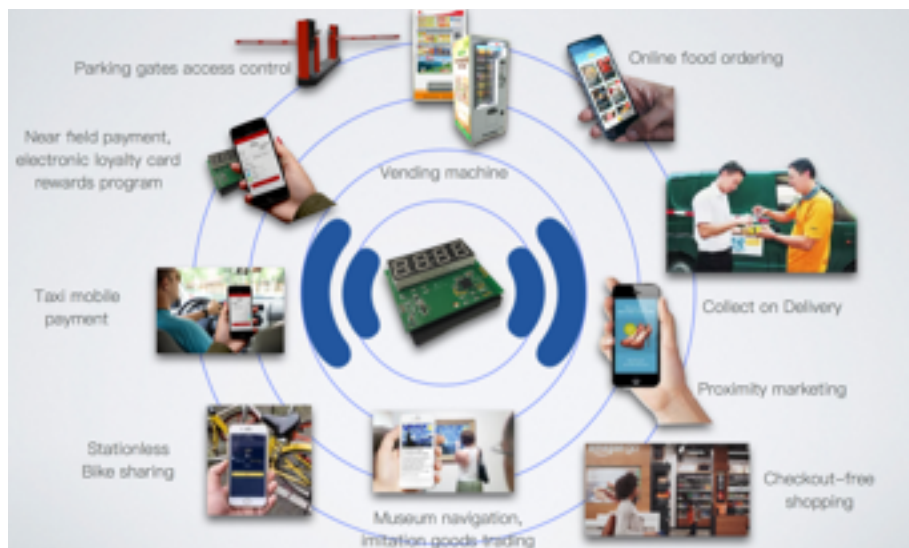 Parking gates access control
Online food ordering
Near field payment,
electronic loyalty card
rewards program
Vending machine
8888
Taxi mobile
payment
Collect on Delivery
Proximity marketing
Stationless
Bike sharing
Museum navigation,
imitation goods trading
Checkout-free
shopping